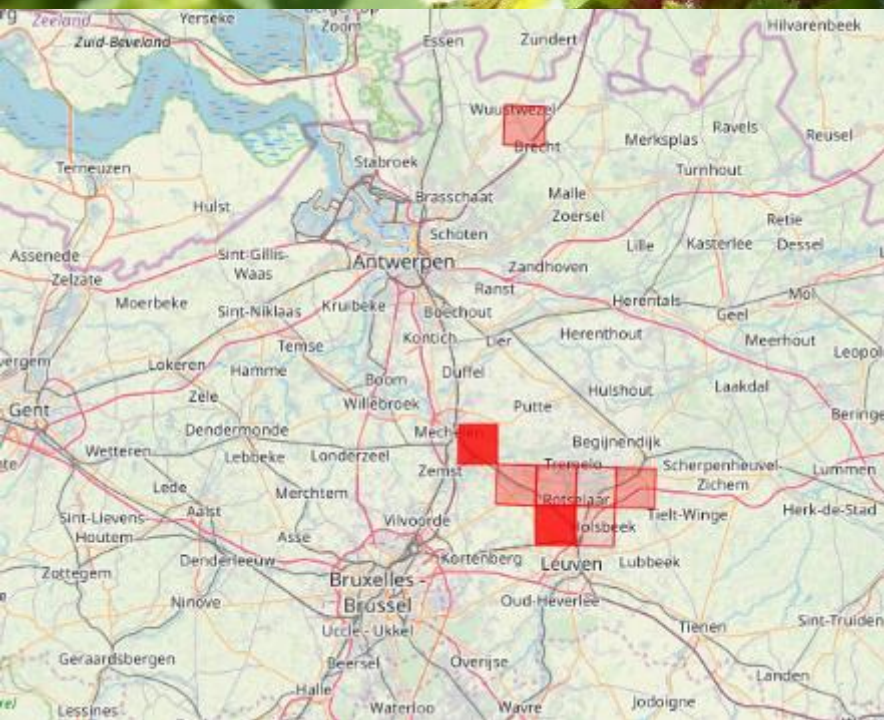 Zeeland
Yerseke
Zoom
Zuid-Beveland
Essen
Zundert
Hilvarenbeek
Wuustwezel
Brecht
Merksplas
Ravels
Reusel
Terneuzen
Stabroek
Turnhout
Hulst
Brasschaat
Malle
Zoersel
Retie
Schoten
Lille
Kasterlee
Dessel
Assenede
Sint-Gillis-
Waas
Antwerpen
Zandhoven
Zelzate
Ranst
Moerbeke
Sint-Niklaas
Kruibeke
Boechout
Herentals
Mol
Geel
Temse
Kontich
Lier
Herenthout
Meerhout
Lokeren
Hamme
Boom
Duffel
Zele
Willebroek
Putte
Hulshout
Laakdal
Gent
Dendermonde
Begijnendijk
Wetteren
Lebbeke
Londerzeel
Zemst
Tremelo
Scherpenheuvel-
Zichem
Lummen
Lede
Merchtem
Rotselaar
Sint-Lievens-
Houtem
Aalst
Vilvoorde
Tielt-Winge
Herk-de-Stad
Asse
Zottegem
Denderleeuw
Kortenberg
Leuven
Lubbeek
Bruxelles -
Brussel
Ninove
Oud-Heverlee
Uccle - Ukkel
Tienen
Geraardsbergen
Beersel
Overijse
Landen
Halle
Lessines
Waterloo
Wavre
Jodoigne